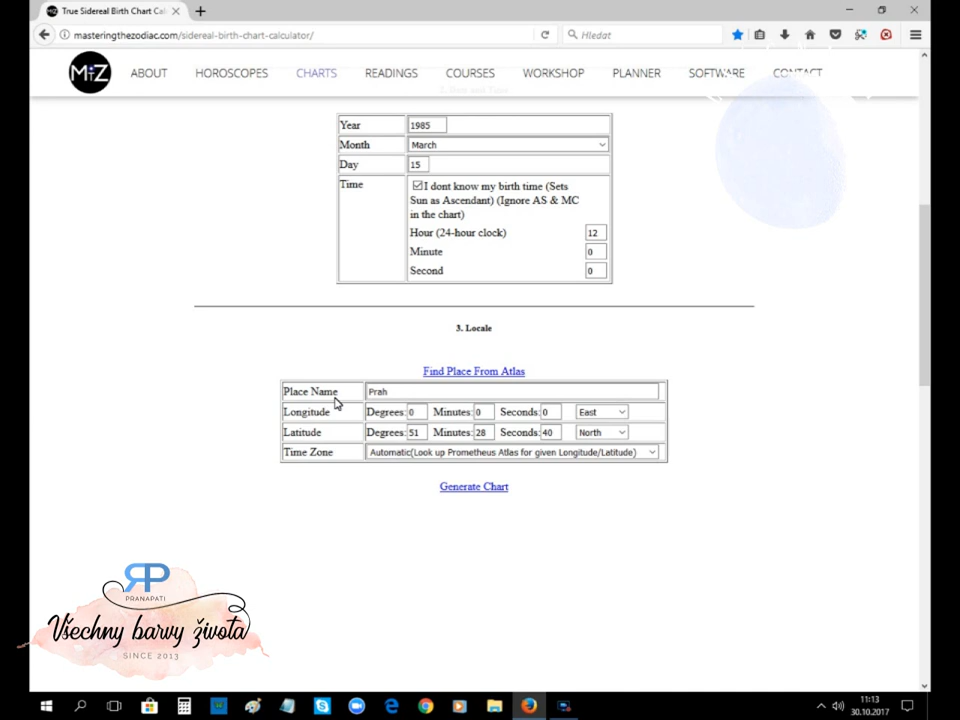 True Sidereal Birth Chart Cal
masteringthezodiac.com/sidereal-birth-chart-calculator/
Hledat
MiZ
ABOUT HOROSCOPES CHARTS READINGS COURSES WORKSHOP PLANNER SOFTWARE CONTACT
2. Date and Time
Year 1985
Month March
Day 15
Time I dont know my birth time (Sets
Sun as Ascendant) (Ignore AS & MC
in the chart)
Hour (24-hour clock) 12
Minute 0
Second 0
3. Locale
Find Place From Atlas
Place Name Prah
Longitude Degrees: 0 Minutes: 0 Seconds: 0 East
Latitude Degrees: 51 Minutes: 28 Seconds: 40 North
Time Zone Automatic(Look up Prometheus Atlas for given Longitude/Latitude)
Generate Chart
RP
PRANAPATI
Všechny barvy života
SINCE 2013
11:13
30.10.2017